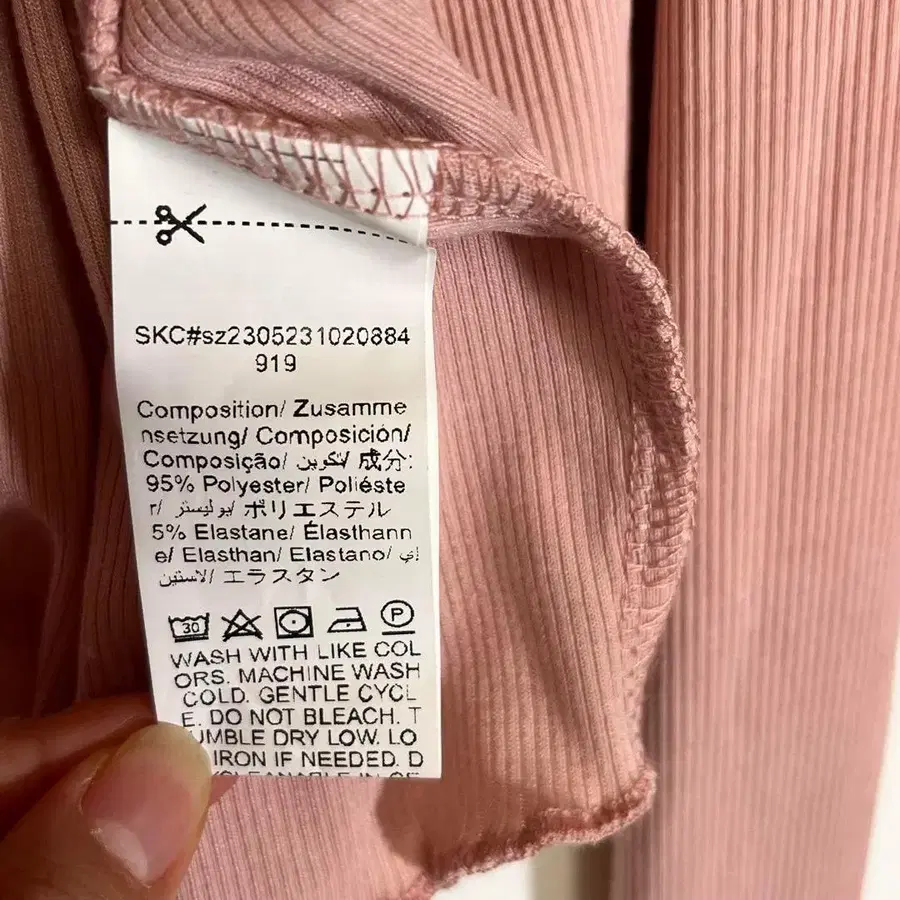 SKC#sz2305231020884
919
Composition/ Zusamme
nsetzung/ Composición/
Composição/ تكوين/ 成分:
95% Polyester/ Poliéste
r/ بوليستر/ ポリエステル
5% Elastane/ Élasthann
e/ Elasthan/ Elastano/ إي
لاستين/ エラスタン
30
P
WASH WITH LIKE COL
ORS. MACHINE WASH
COLD. GENTLE CYCL
E. DO NOT BLEACH. T
UMBLE DRY LOW. LO
IRON IF NEEDED. D